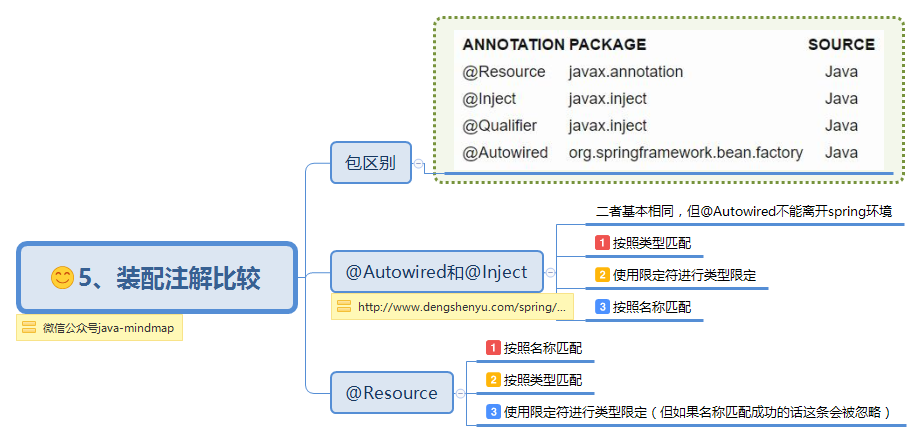 ANNOTATION PACKAGE SOURCE
@Resource javax.annotation Java
@Inject javax.inject Java
@Qualifier javax.inject Java
@Autowired org.springframework.bean.factory Java
包区别
5、装配注解比较
微信公众号java-mindmap
@Autowired和@Inject
http://www.dengshenyu.com/spring/...
二者基本相同，但@Autowired不能离开spring环境
1 按照类型匹配
2 使用限定符进行类型限定
3 按照名称匹配
@Resource
1 按照名称匹配
2 按照类型匹配
3 使用限定符进行类型限定（但如果名称匹配成功的话这条会被忽略）